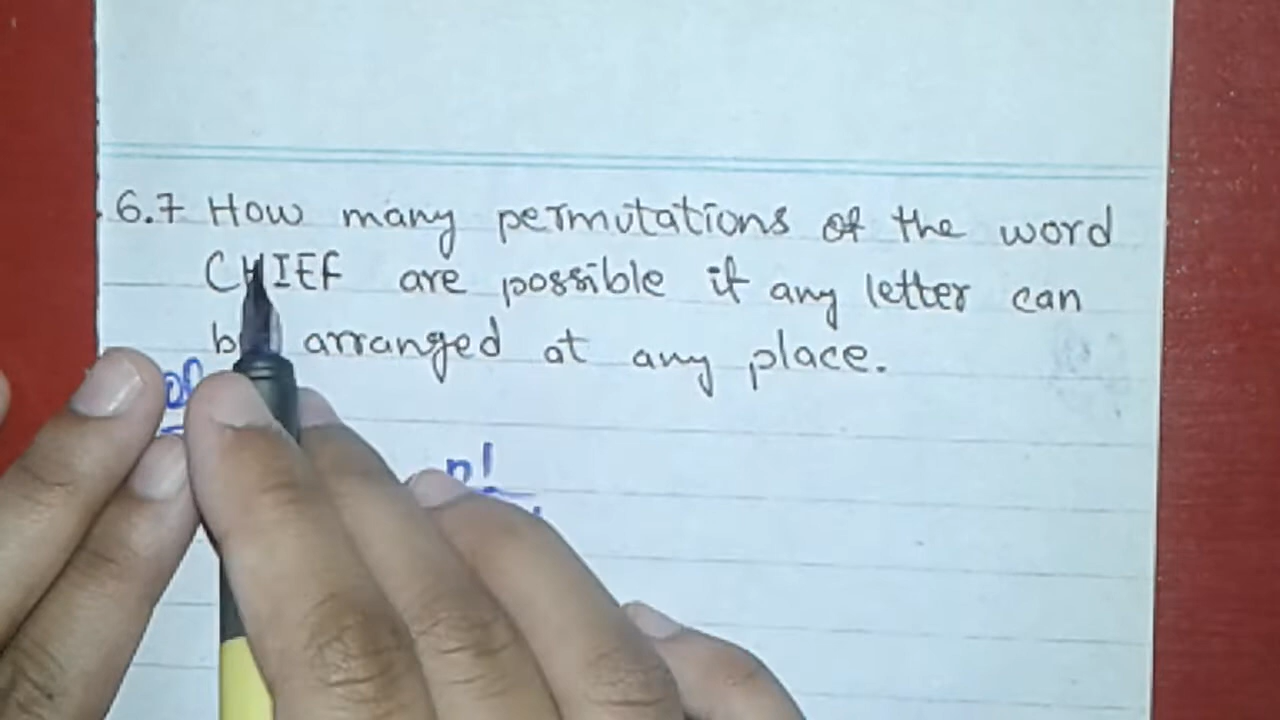 6.7 How many permutations of the word
CHIEF are possible if any letter can
be arranged at any place.
n!